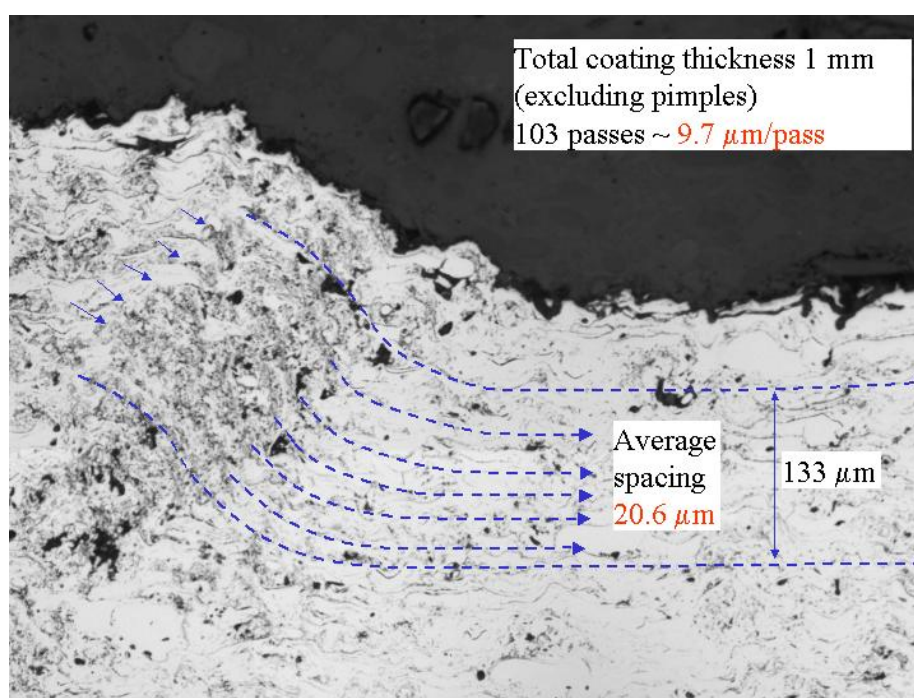 Total coating thickness 1 mm
(excluding pimples)
103 passes ~ 9.7 μm/pass
Average
spacing
20.6 μm
133 μm